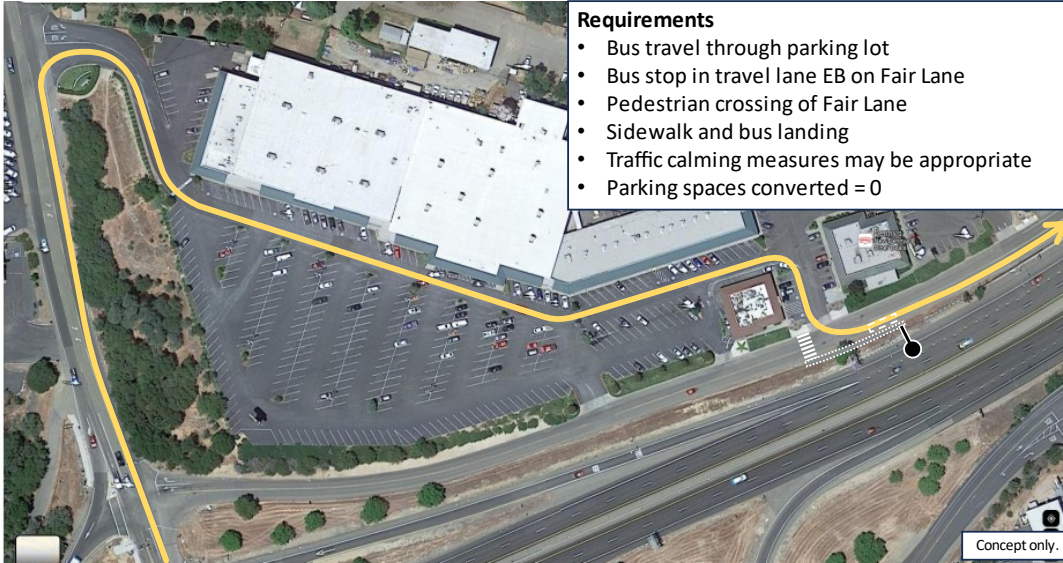 Requirements
• Bus travel through parking lot
• Bus stop in travel lane EB on Fair Lane
• Pedestrian crossing of Fair Lane
• Sidewalk and bus landing
• Traffic calming measures may be appropriate
• Parking spaces converted = 0
Concept only.